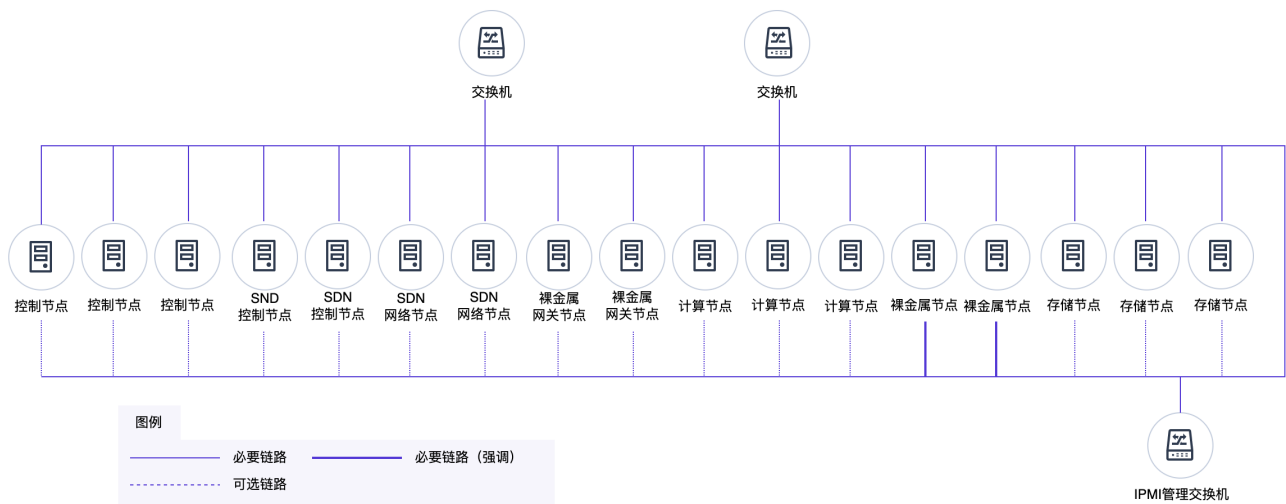 交换机
交换机
控制节点
控制节点
控制节点
SND
控制节点
SDN
控制节点
SDN
网络节点
SDN
网络节点
裸金属
网关节点
裸金属
网关节点
计算节点
计算节点
计算节点
裸金属节点
裸金属节点
存储节点
存储节点
存储节点
图例
必要链路
必要链路（强调）
可选链路
IPMI管理交换机